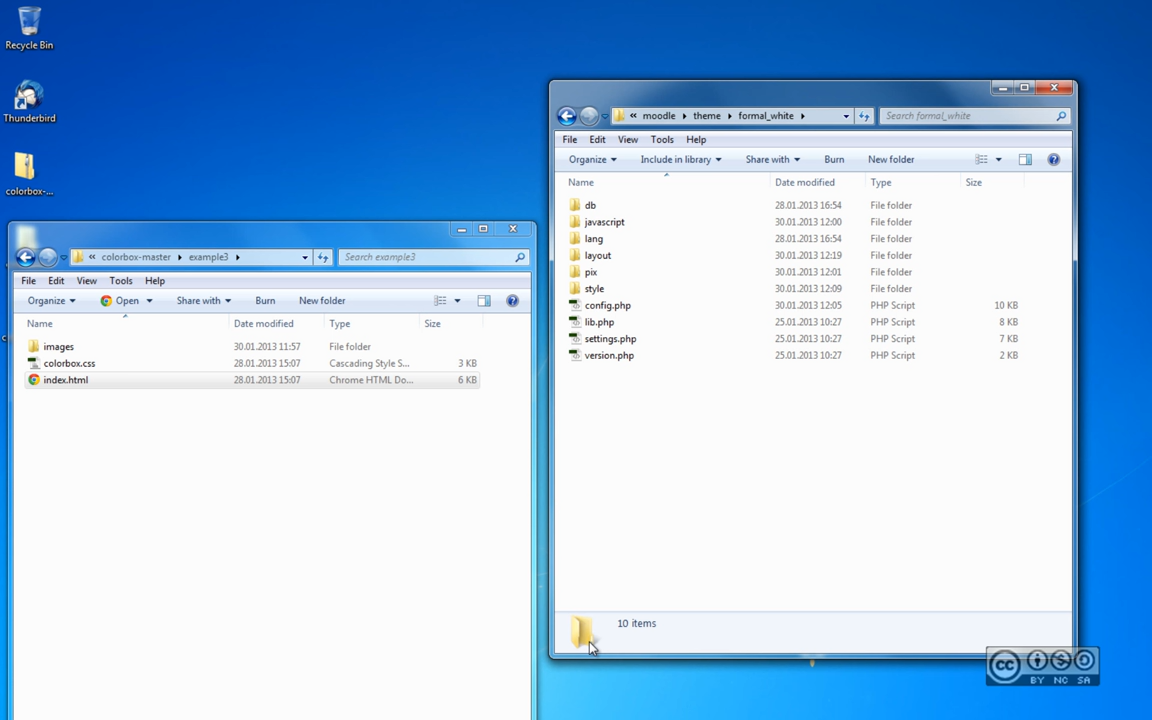 Recycle Bin
Thunderbird
colorbox-...
« colorbox-master example3
Search example3
File Edit View Tools Help
Organize Open Share with Burn New folder
Name Date modified Type Size
images 30.01.2013 11:57 File folder
colorbox.css 28.01.2013 15:07 Cascading Style S... 3 KB
index.html 28.01.2013 15:07 Chrome HTML Do... 6 KB
« moodle theme formal_white
Search formal_white
File Edit View Tools Help
Organize Include in library Share with Burn New folder
Name Date modified Type Size
db 28.01.2013 16:54 File folder
javascript 30.01.2013 12:00 File folder
lang 28.01.2013 16:54 File folder
layout 30.01.2013 12:19 File folder
pix 30.01.2013 12:01 File folder
style 30.01.2013 12:09 File folder
config.php 30.01.2013 12:05 PHP Script 10 KB
lib.php 25.01.2013 10:27 PHP Script 8 KB
settings.php 25.01.2013 10:27 PHP Script 7 KB
version.php 25.01.2013 10:27 PHP Script 2 KB
10 items
cc
BY NC SA